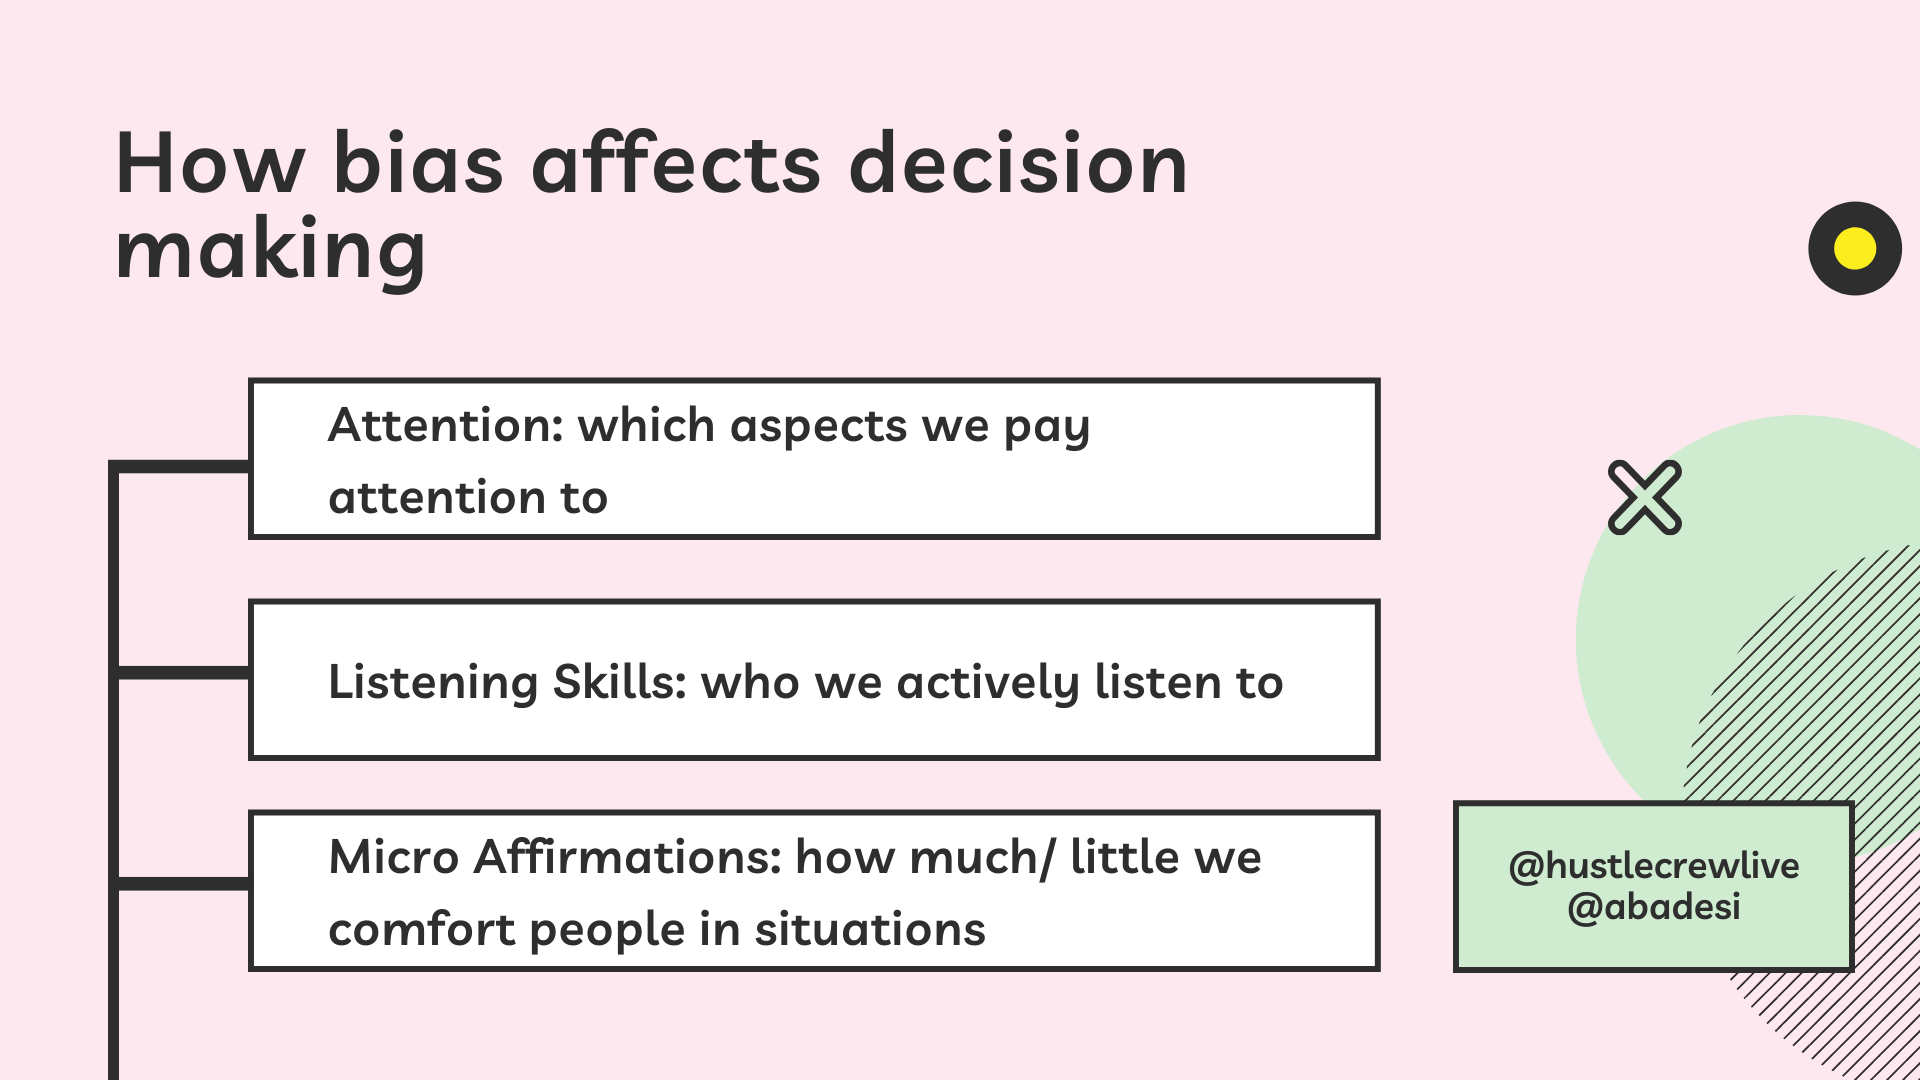 How bias affects decision
making
Attention: which aspects we pay
attention to
Listening Skills: who we actively listen to
Micro Affirmations: how much/ little we
comfort people in situations
@hustlecrewlive
@abadesi